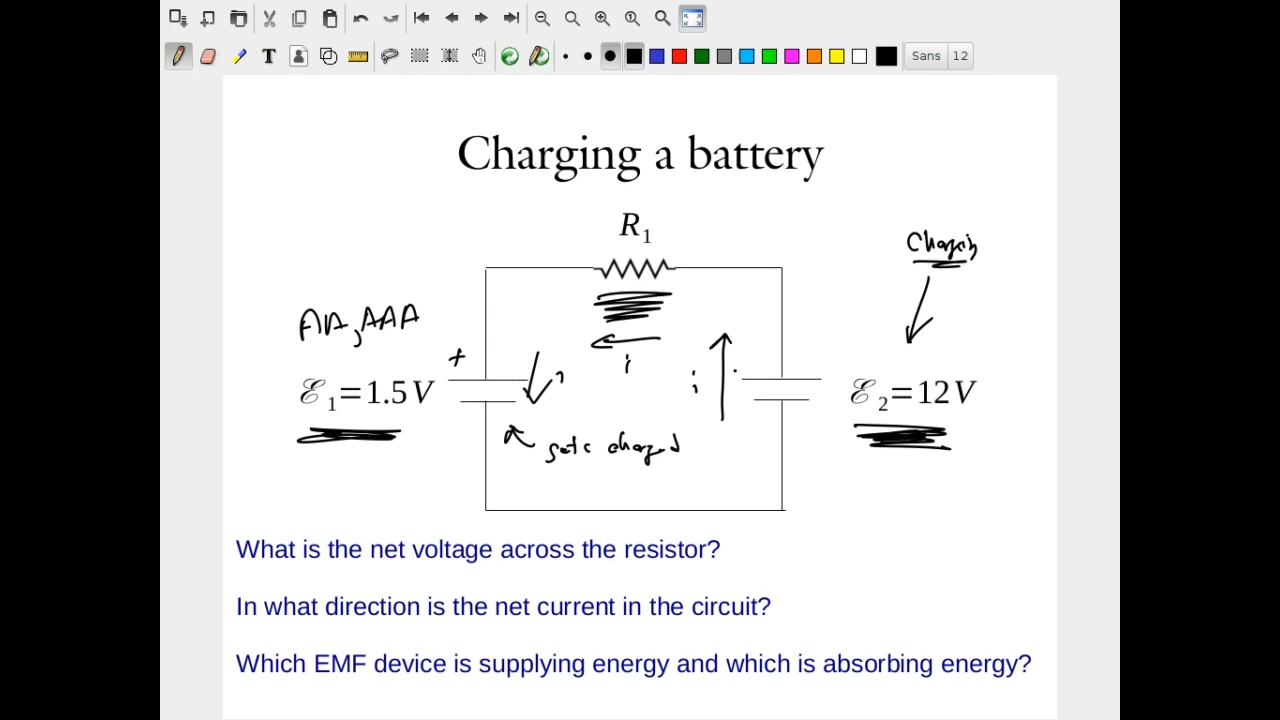 Sans 12
Charging a battery
R1
Charging
AA, AAA
+
ℰ1=1.5V
i
i
i
ℰ2=12V
gets charged
What is the net voltage across the resistor?
In what direction is the net current in the circuit?
Which EMF device is supplying energy and which is absorbing energy?